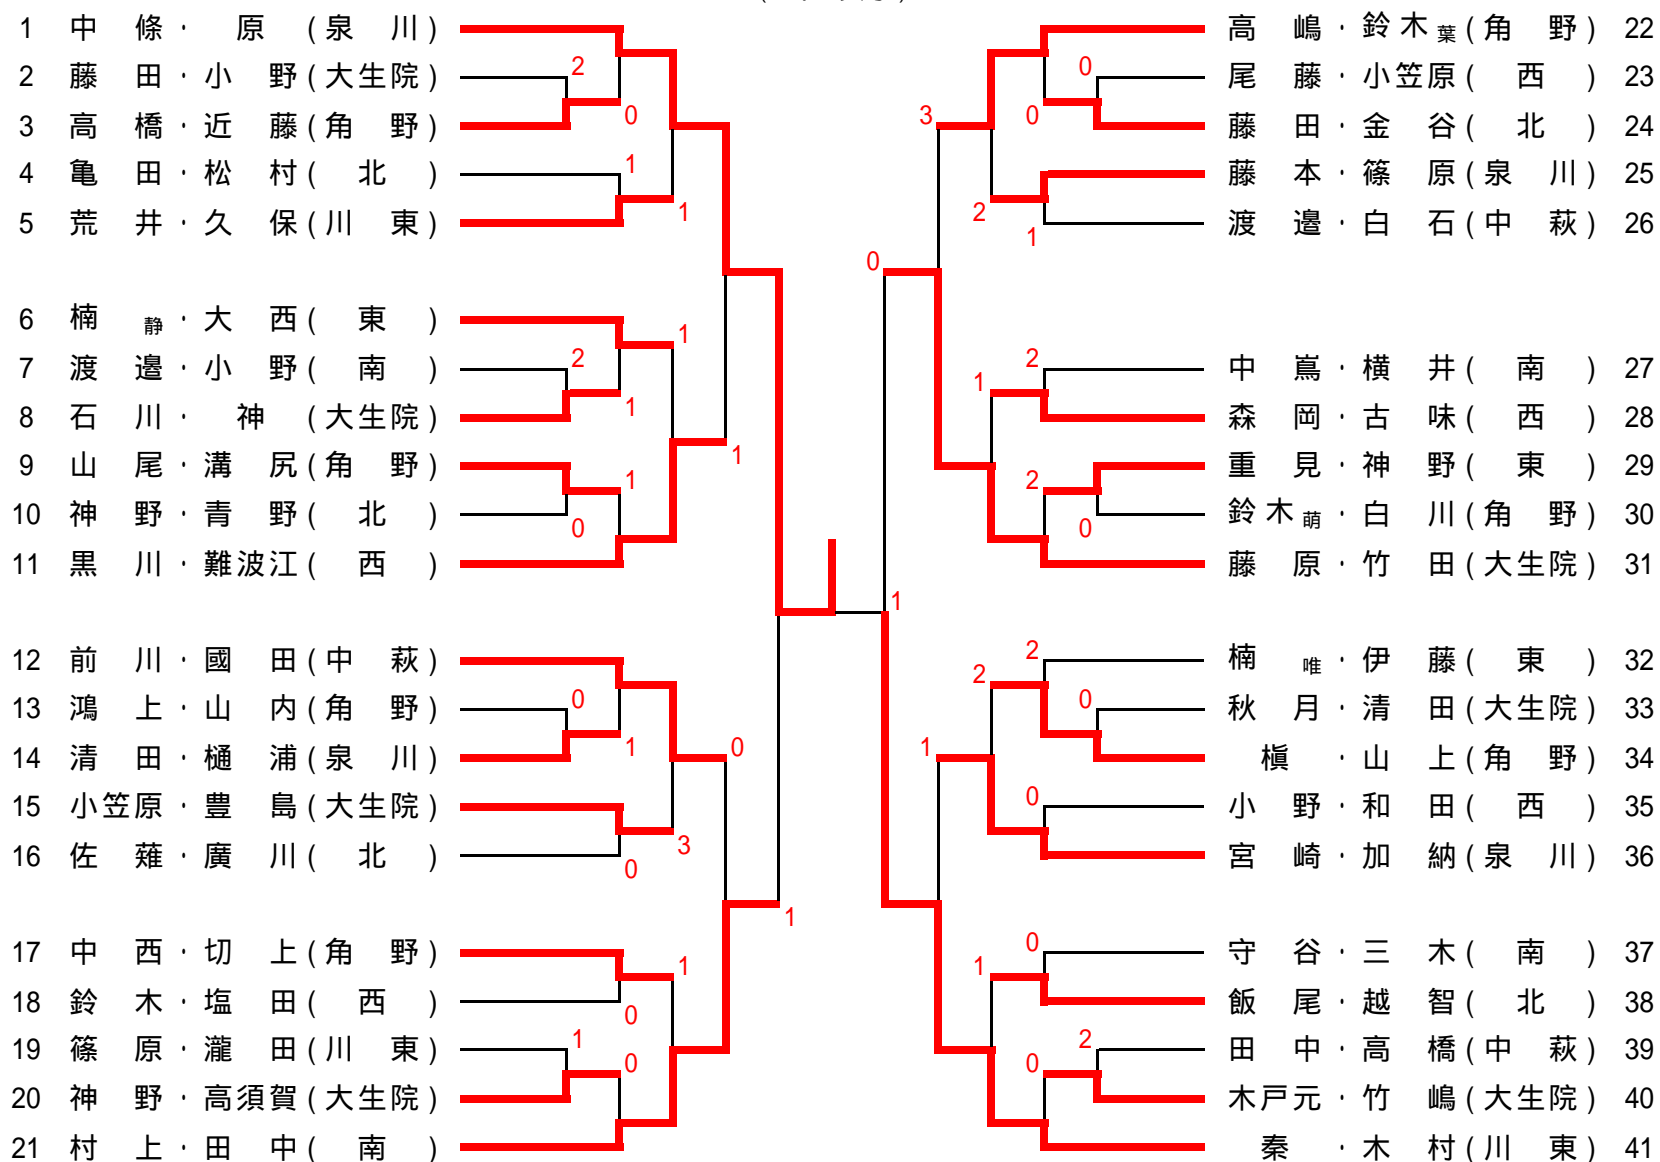 1 中 條 ・ 原 (泉 川)
2 藤 田 ・ 小 野 (大生院)
3 高 橋 ・ 近 藤 (角 野)
4 亀 田 ・ 松 村 ( 北 )
5 荒 井 ・ 久 保 (川 東)
6 楠 静 ・ 大 西 ( 東 )
7 渡 邉 ・ 小 野 ( 南 )
8 石 川 ・ 神 (大生院)
9 山 尾 ・ 溝 尻 (角 野)
10 神 野 ・ 青 野 ( 北 )
11 黒 川 ・ 難波江 ( 西 )
12 前 川 ・ 國 田 (中 萩)
13 鴻 上 ・ 山 内 (角 野)
14 清 田 ・ 樋 浦 (泉 川)
15 小笠原 ・ 豊 島 (大生院)
16 佐 薙 ・ 廣 川 ( 北 )
17 中 西 ・ 切 上 (角 野)
18 鈴 木 ・ 塩 田 ( 西 )
19 篠 原 ・ 瀧 田 (川 東)
20 神 野 ・ 高須賀 (大生院)
21 村 上 ・ 田 中 ( 南 )
2
0
1
1
1
2
1
1
0
1
0
1
0
3
0
1
0
1
0
1
高 嶋 ・ 鈴 木 葉 (角 野) 22
尾 藤 ・ 小笠原 ( 西 ) 23
藤 田 ・ 金 谷 ( 北 ) 24
藤 本 ・ 篠 原 (泉 川) 25
渡 邉 ・ 白 石 (中 萩) 26
中 嶌 ・ 横 井 ( 南 ) 27
森 岡 ・ 古 味 ( 西 ) 28
重 見 ・ 神 野 ( 東 ) 29
鈴 木 萌 ・ 白 川 (角 野) 30
藤 原 ・ 竹 田 (大生院) 31
楠 唯 ・ 伊 藤 ( 東 ) 32
秋 月 ・ 清 田 (大生院) 33
槇 ・ 山 上 (角 野) 34
小 野 ・ 和 田 ( 西 ) 35
宮 崎 ・ 加 納 (泉 川) 36
守 谷 ・ 三 木 ( 南 ) 37
飯 尾 ・ 越 智 ( 北 ) 38
田 中 ・ 高 橋 (中 萩) 39
木戸元 ・ 竹 嶋 (大生院) 40
秦 ・ 木 村 (川 東) 41
0
3
0
2
1
0
2
1
2
0
1
2
2
0
1
0
0
1
2
0